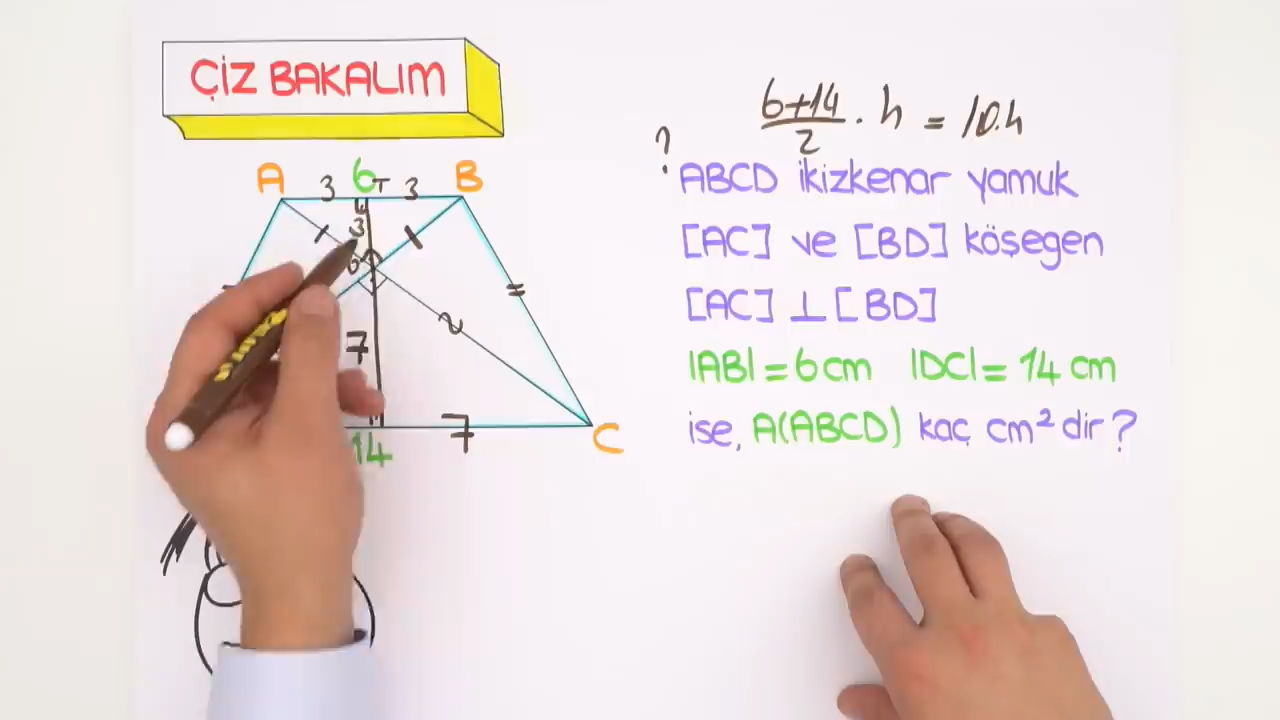 ÇİZ BAKALIM
6+14/2 . h = 10.h
?
ABCD ikizkenar yamuk
[AC] ve [BD] köşegen
[AC] ⊥ [BD]
|AB| = 6 cm |DC| = 14 cm
ise, A(ABCD) kaç cm² dir ?
A 3 6 T 3 B
3
O
7
7
14
C